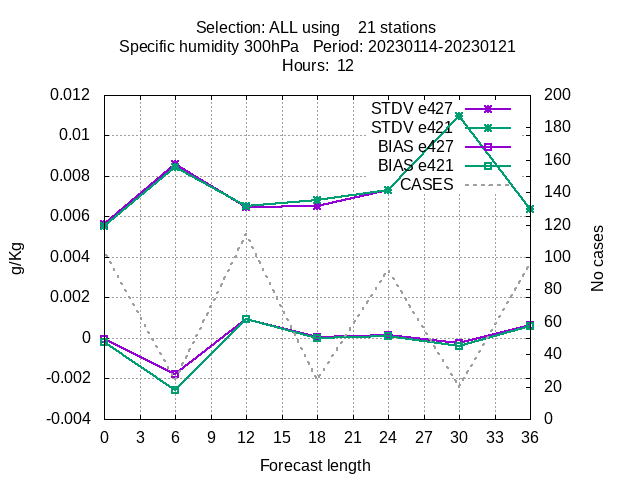 Selection: ALL using 21 stations
Specific humidity 300hPa Period: 20230114-20230121
Hours: 12
0.012
0.01
0.008
0.006
0.004
0.002
0
-0.002
-0.004
g/Kg
STDV e427
STDV e421
BIAS e427
BIAS e421
CASES
200
180
160
140
120
100
80
60
40
20
0
No cases
0 3 6 9 12 15 18 21 24 27 30 33 36
Forecast length